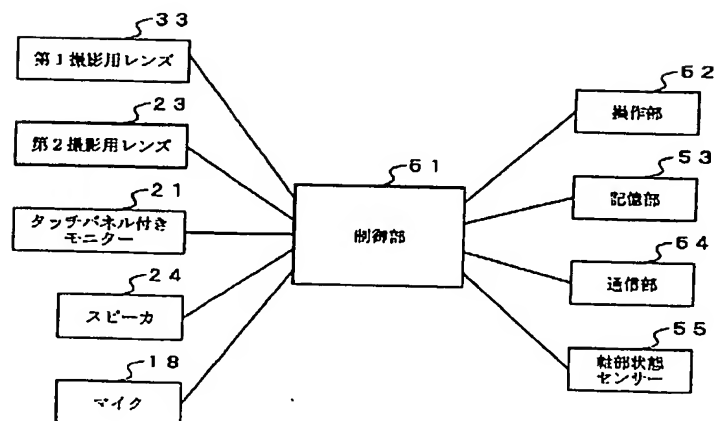 33
第1撮影用レンズ
23
第2撮影用レンズ
21
タッチパネル付き
モニター
24
スピーカ
18
マイク
51
制御部
52
操作部
53
記憶部
54
通信部
55
軸部状態
センサー